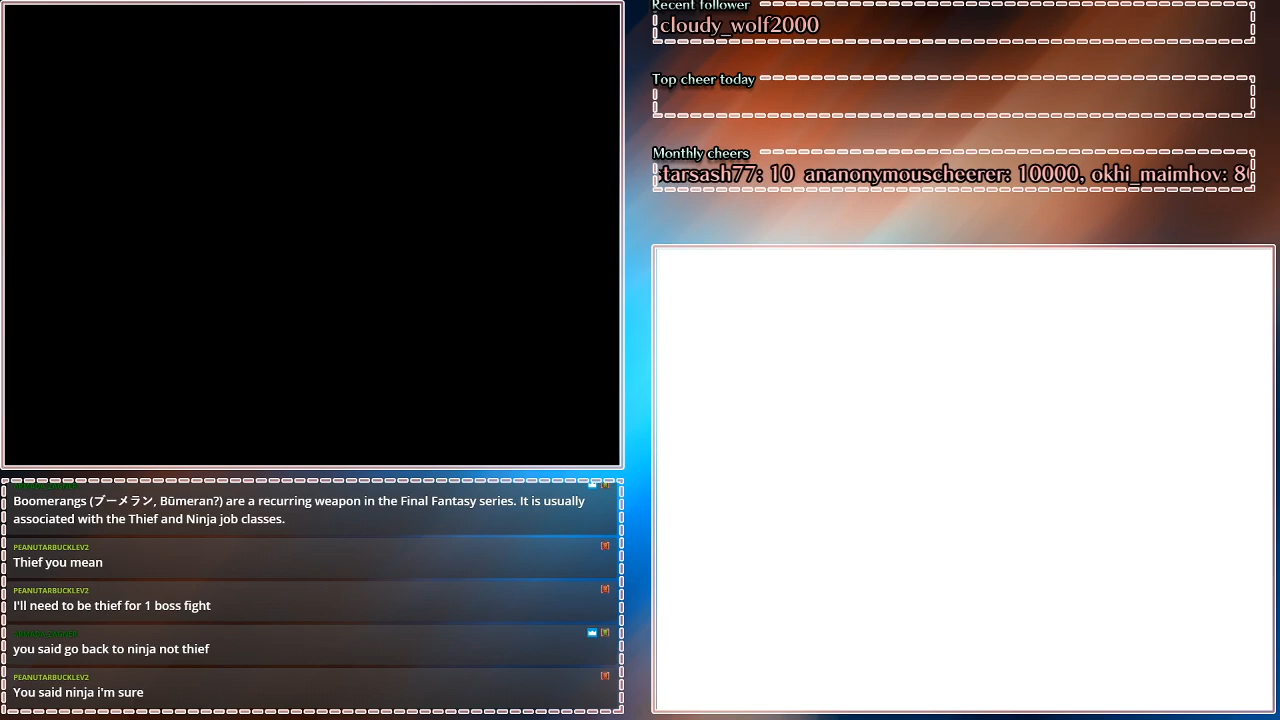 Recent follower
cloudy_wolf2000
Top cheer today
Monthly cheers
starsash77: 10 ananonymouscheerer: 10000, okhi_maimhov: 8
Boomerangs (ブーメラン, Būmeran?) are a recurring weapon in the Final Fantasy series. It is usually
associated with the Thief and Ninja job classes.
PEANUTARBUCKLEV2
Thief you mean
PEANUTARBUCKLEV2
I'll need to be thief for 1 boss fight
you said go back to ninja not thief
PEANUTARBUCKLEV2
You said ninja i'm sure